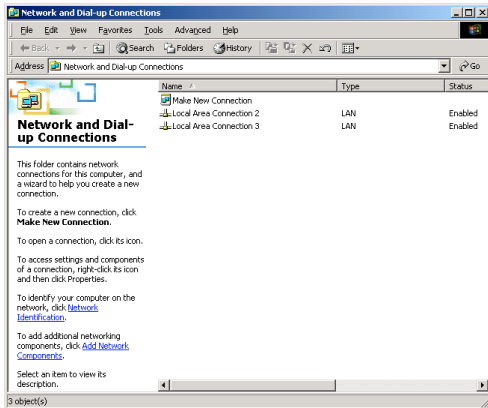 Network and Dial-up Connections
File Edit View Favorites Tools Advanced Help
Back Search Folders History
Address Network and Dial-up Connections Go
Name Type Status
Make New Connection
Local Area Connection 2 LAN Enabled
Local Area Connection 3 LAN Enabled
Network and Dial-
up Connections
This folder contains network
connections for this computer, and
a wizard to help you create a new
connection.
To create a new connection, click
Make New Connection.
To open a connection, click its icon.
To access settings and components
of a connection, right-click its icon
and then click Properties.
To identify your computer on the
network, click Network
Identification.
To add additional networking
components, click Add Network
Components.
Select an item to view its
description.
3 object(s)